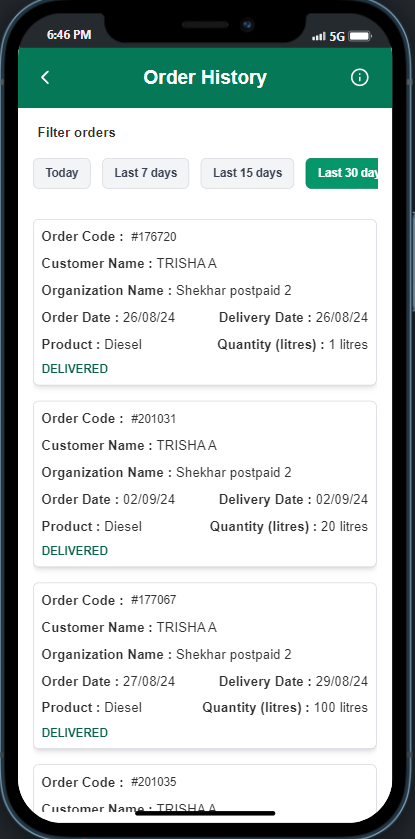 6:46 PM 5G
Order History
Filter orders
Today Last 7 days Last 15 days Last 30 day
Order Code : #176720
Customer Name : TRISHA A
Organization Name : Shekhar postpaid 2
Order Date : 26/08/24 Delivery Date : 26/08/24
Product : Diesel Quantity (litres) : 1 litres
DELIVERED
Order Code : #201031
Customer Name : TRISHA A
Organization Name : Shekhar postpaid 2
Order Date : 02/09/24 Delivery Date : 02/09/24
Product : Diesel Quantity (litres) : 20 litres
DELIVERED
Order Code : #177067
Customer Name : TRISHA A
Organization Name : Shekhar postpaid 2
Order Date : 27/08/24 Delivery Date : 29/08/24
Product : Diesel Quantity (litres) : 100 litres
DELIVERED
Order Code : #201035
Customer Name : TRISHA A